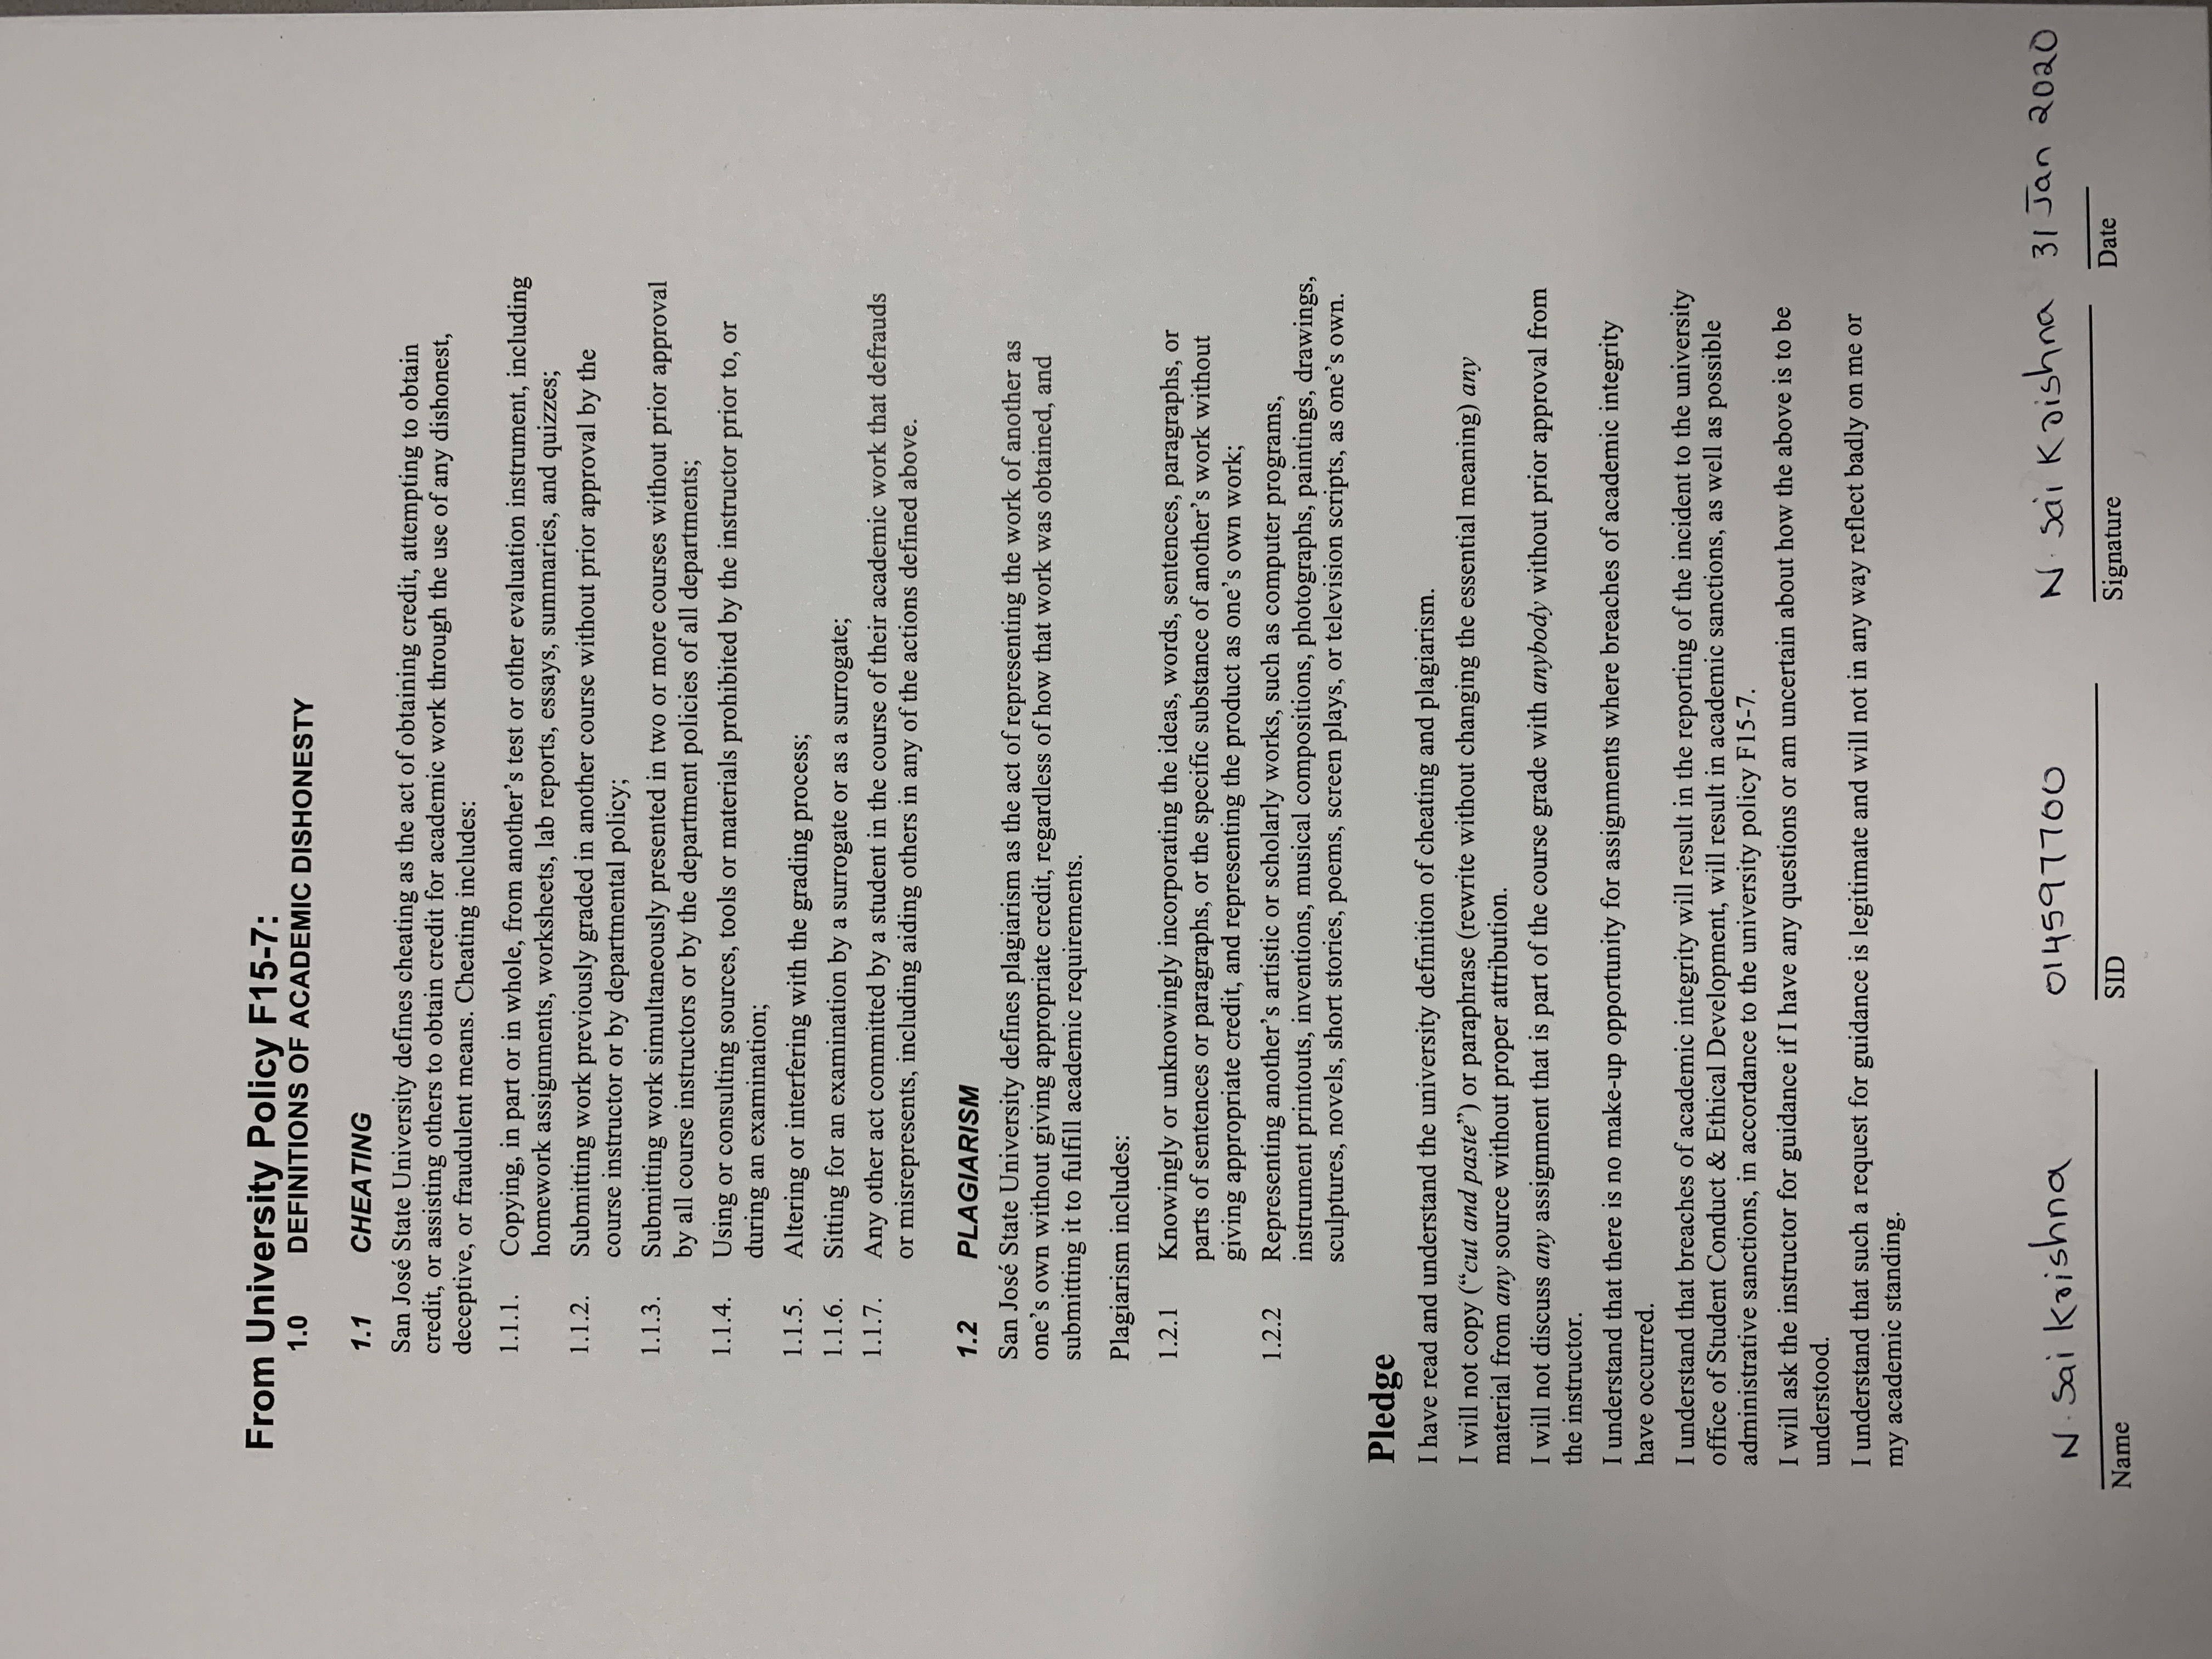 From University Policy F15-7:
1.0 DEFINITIONS OF ACADEMIC DISHONESTY
1.1 CHEATING
San José State University defines cheating as the act of obtaining credit, attempting to obtain
credit, or assisting others to obtain credit for academic work through the use of any dishonest,
deceptive, or fraudulent means. Cheating includes:
1.1.1. Copying, in part or in whole, from another’s test or other evaluation instrument, including
homework assignments, worksheets, lab reports, essays, summaries, and quizzes;
1.1.2. Submitting work previously graded in another course without prior approval by the
course instructor or by departmental policy;
1.1.3. Submitting work simultaneously presented in two or more courses without prior approval
by all course instructors or by the department policies of all departments;
1.1.4. Using or consulting sources, tools or materials prohibited by the instructor prior to, or
during an examination;
1.1.5. Altering or interfering with the grading process;
1.1.6. Sitting for an examination by a surrogate or as a surrogate;
1.1.7. Any other act committed by a student in the course of their academic work that defrauds
or misrepresents, including aiding others in any of the actions defined above.
1.2 PLAGIARISM
San José State University defines plagiarism as the act of representing the work of another as
one’s own without giving appropriate credit, regardless of how that work was obtained, and
submitting it to fulfill academic requirements.
Plagiarism includes:
1.2.1 Knowingly or unknowingly incorporating the ideas, words, sentences, paragraphs, or
parts of sentences or paragraphs, or the specific substance of another’s work without
giving appropriate credit, and representing the product as one’s own work;
1.2.2 Representing another’s artistic or scholarly works, such as computer programs,
instrument printouts, inventions, musical compositions, photographs, paintings, drawings,
sculptures, novels, short stories, poems, screen plays, or television scripts, as one’s own.
Pledge
I have read and understand the university definition of cheating and plagiarism.
I will not copy (“cut and paste”) or paraphrase (rewrite without changing the essential meaning) any
material from any source without proper attribution.
I will not discuss any assignment that is part of the course grade with anybody without prior approval from
the instructor.
I understand that there is no make-up opportunity for assignments where breaches of academic integrity
have occurred.
I understand that breaches of academic integrity will result in the reporting of the incident to the university
office of Student Conduct & Ethical Development, will result in academic sanctions, as well as possible
administrative sanctions, in accordance to the university policy F15-7.
I will ask the instructor for guidance if I have any questions or am uncertain about how the above is to be
understood.
I understand that such a request for guidance is legitimate and will not in any way reflect badly on me or
my academic standing.
N. Sai Krishna 014597700 N. Sai Krishna 31 Jan 2020
Name SID Signature Date